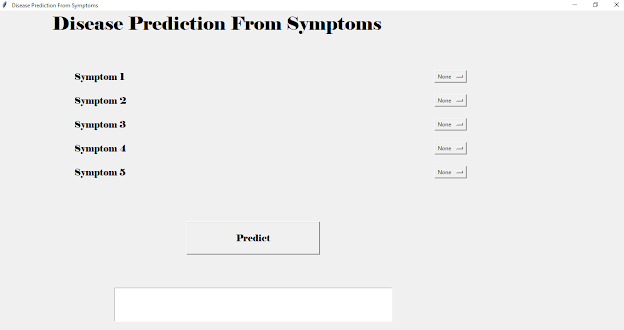 Disease Prediction From Symptoms
Disease Prediction From Symptoms
Symptom 1 None
Symptom 2 None
Symptom 3 None
Symptom 4 None
Symptom 5 None
Predict